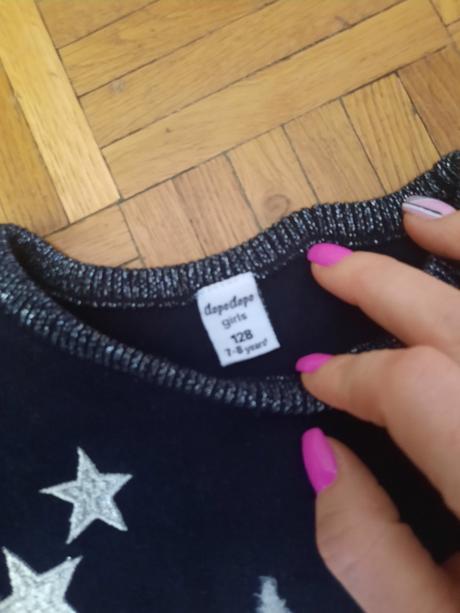 dopodopo
girls
128
7-8 years